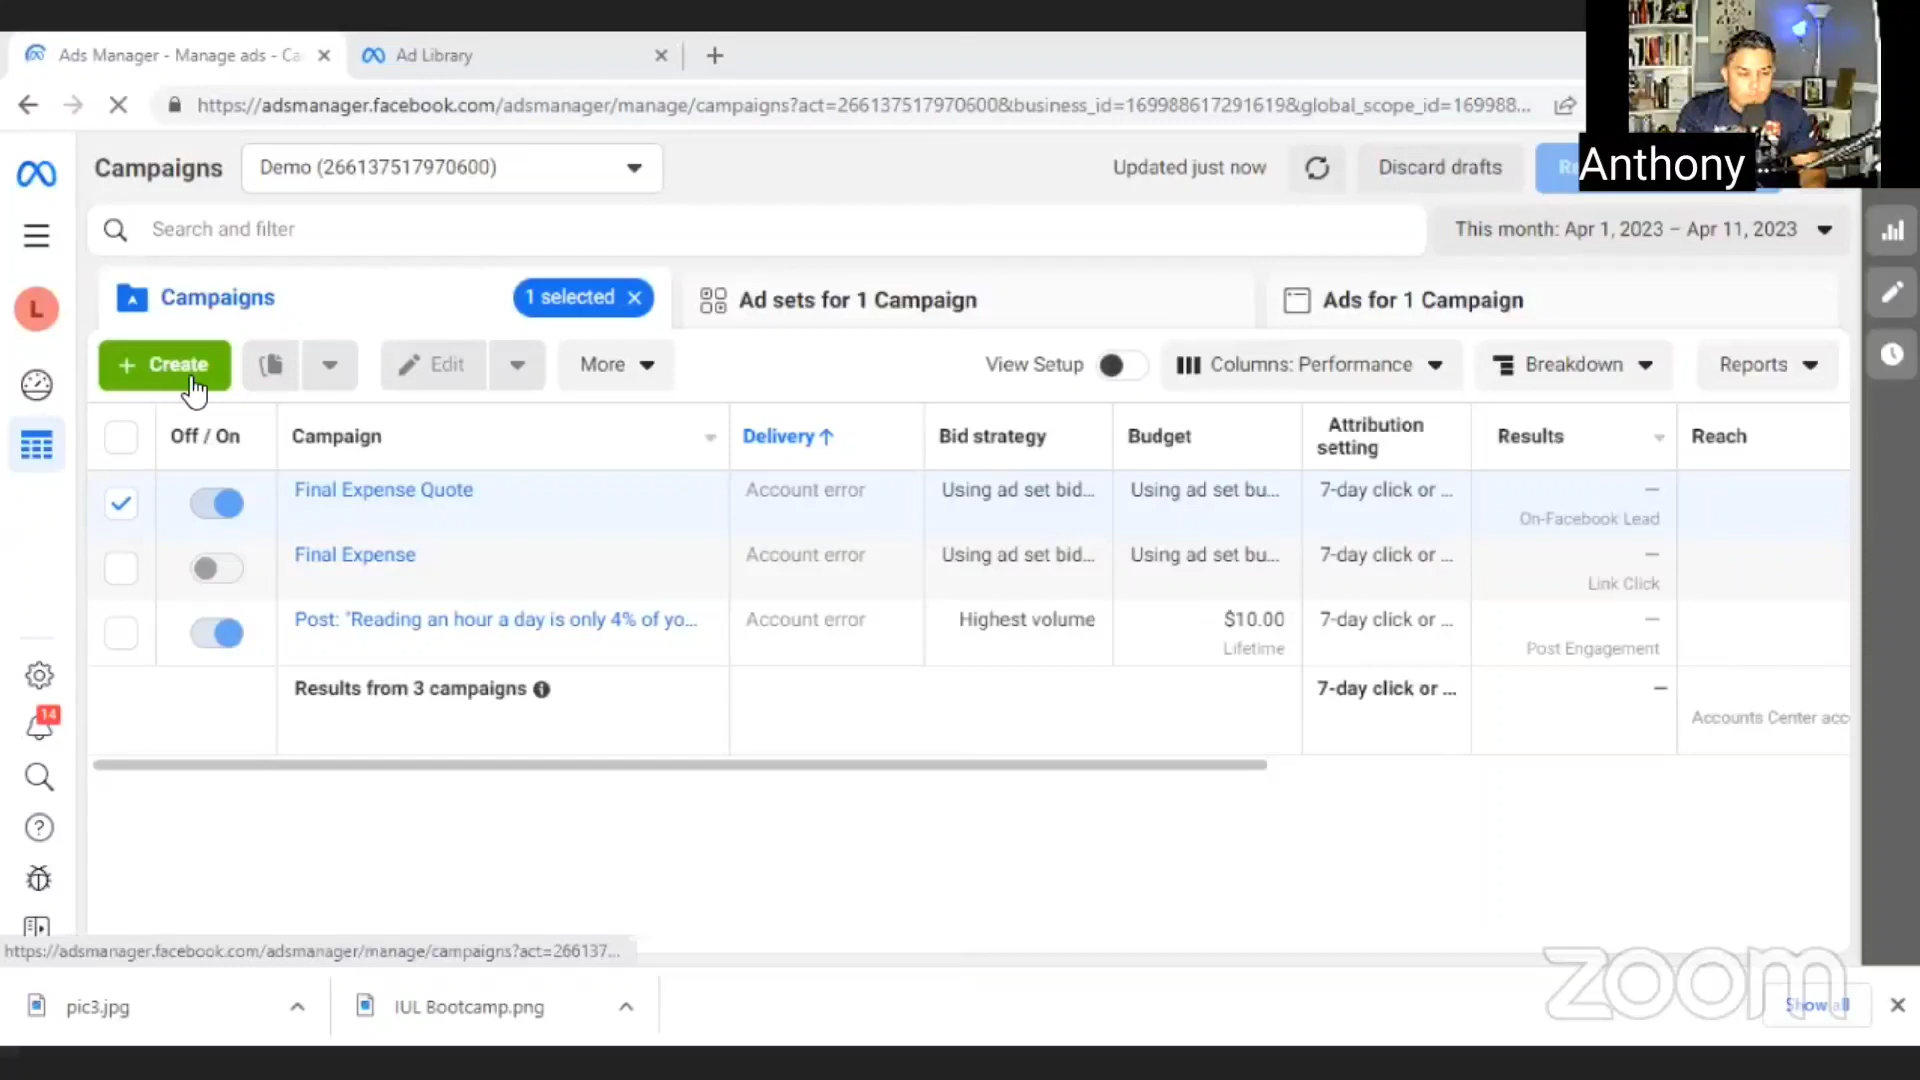 Ads Manager - Manage ads - Ca
Ad Library
https://adsmanager.facebook.com/adsmanager/manage/campaigns?act=266137517970600&business_id=169988617291619&global_scope_id=169988...
Anthony
Campaigns
Demo (266137517970600)
Updated just now
Discard drafts
Search and filter
This month: Apr 1, 2023 – Apr 11, 2023
L
Campaigns
1 selected
Ad sets for 1 Campaign
Ads for 1 Campaign
+ Create
Edit
More
View Setup
Columns: Performance
Breakdown
Reports
Off / On
Campaign
Delivery ↑
Bid strategy
Budget
Attribution setting
Results
Reach
Final Expense Quote
Account error
Using ad set bid...
Using ad set bu...
7-day click or ...
—
On-Facebook Lead
Final Expense
Account error
Using ad set bid...
Using ad set bu...
7-day click or ...
—
Link Click
Post: "Reading an hour a day is only 4% of yo...
Account error
Highest volume
$10.00
Lifetime
7-day click or ...
—
Post Engagement
Results from 3 campaigns
7-day click or ...
—
Accounts Center acc
14
https://adsmanager.facebook.com/adsmanager/manage/campaigns?act=266137...
pic3.jpg
IUL Bootcamp.png
zoom
Show all